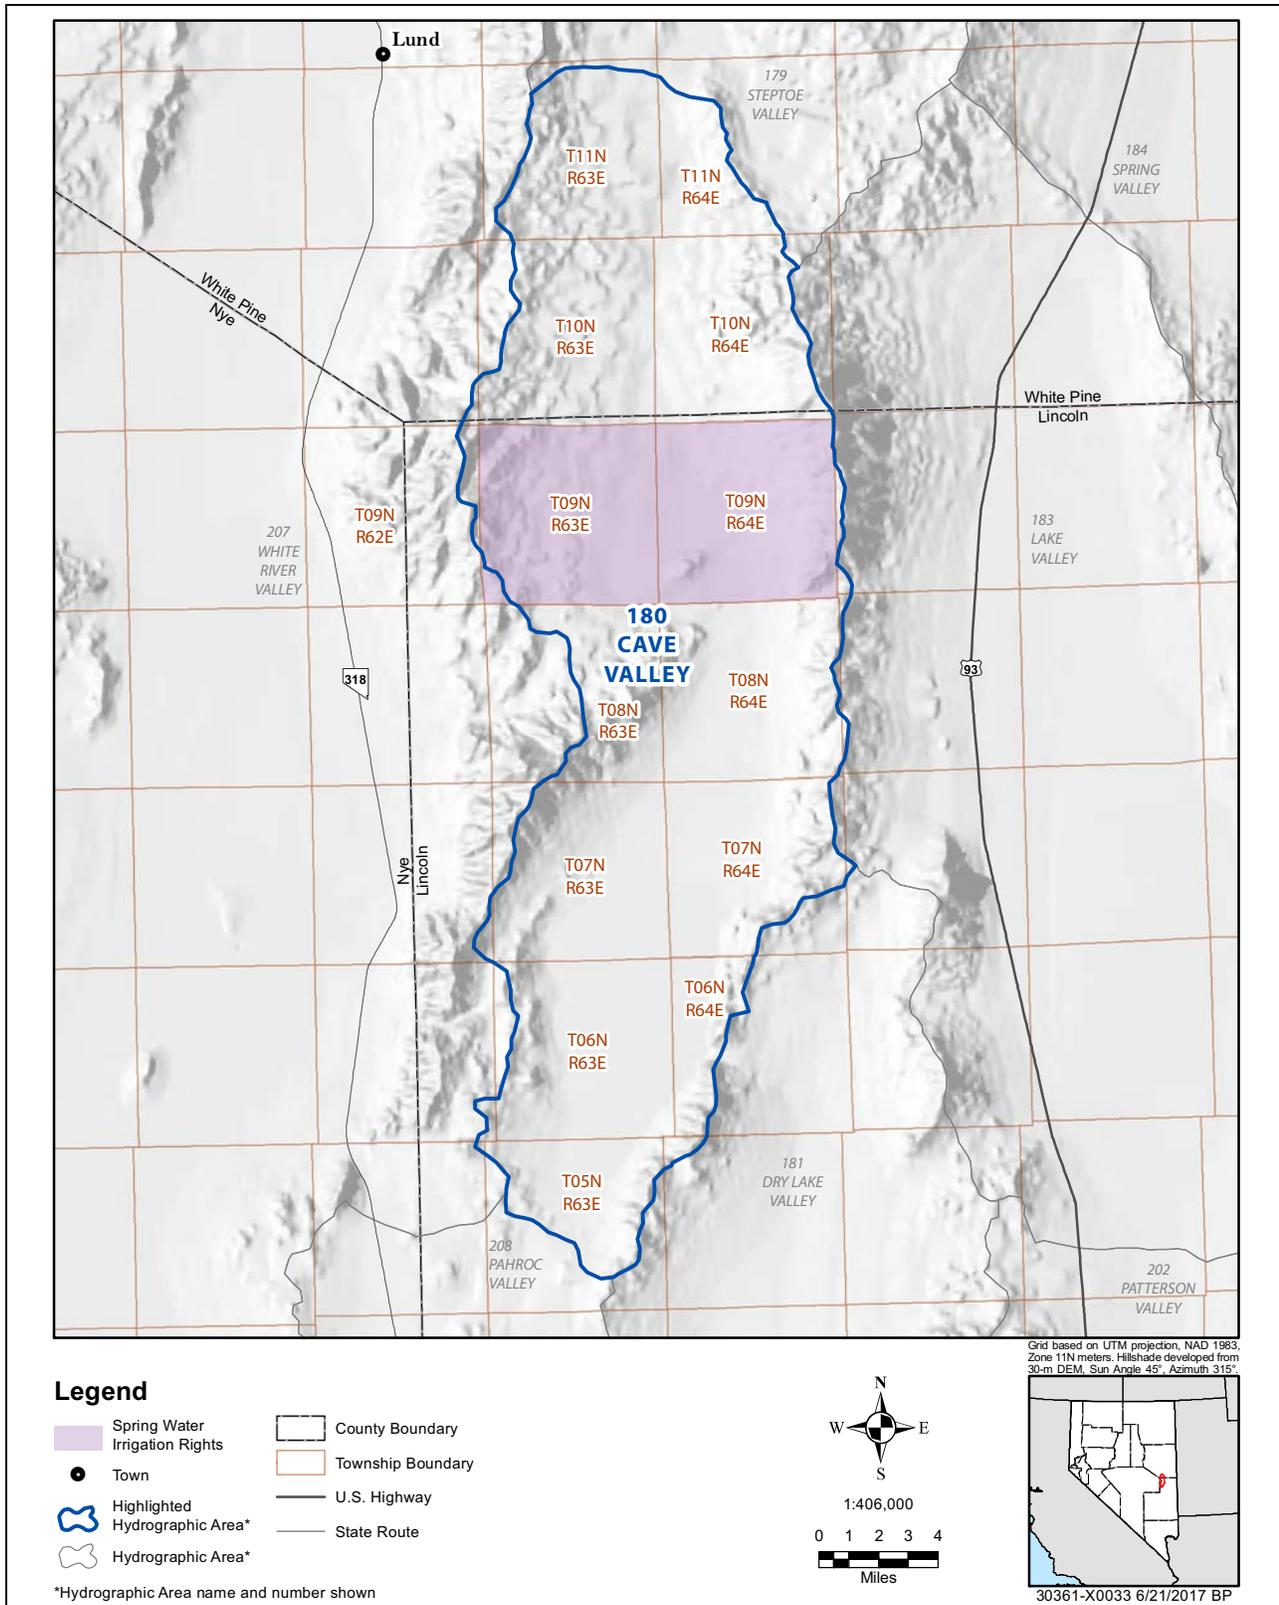 Lund
179
STEPTOE
VALLEY
184
SPRING
VALLEY
T11N
R63E
T11N
R64E
White Pine
Nye
T10N
R63E
T10N
R64E
White Pine
Lincoln
T09N
R62E
T09N
R63E
T09N
R64E
207
WHITE
RIVER
VALLEY
183
LAKE
VALLEY
180
CAVE
VALLEY
318
93
T08N
R64E
T08N
R63E
Nye
Lincoln
T07N
R63E
T07N
R64E
T06N
R64E
T06N
R63E
T05N
R63E
181
DRY LAKE
VALLEY
208
PAHROC
VALLEY
202
PATTERSON
VALLEY
Grid based on UTM projection, NAD 1983,
Zone 11N meters. Hillshade developed from
30-m DEM, Sun Angle 45°, Azimuth 315°.
Legend
Spring Water
Irrigation Rights
Town
Highlighted
Hydrographic Area*
Hydrographic Area*
County Boundary
Township Boundary
U.S. Highway
State Route
*Hydrographic Area name and number shown
N
W E
S
1:406,000
0 1 2 3 4
Miles
30361-X0033 6/21/2017 BP